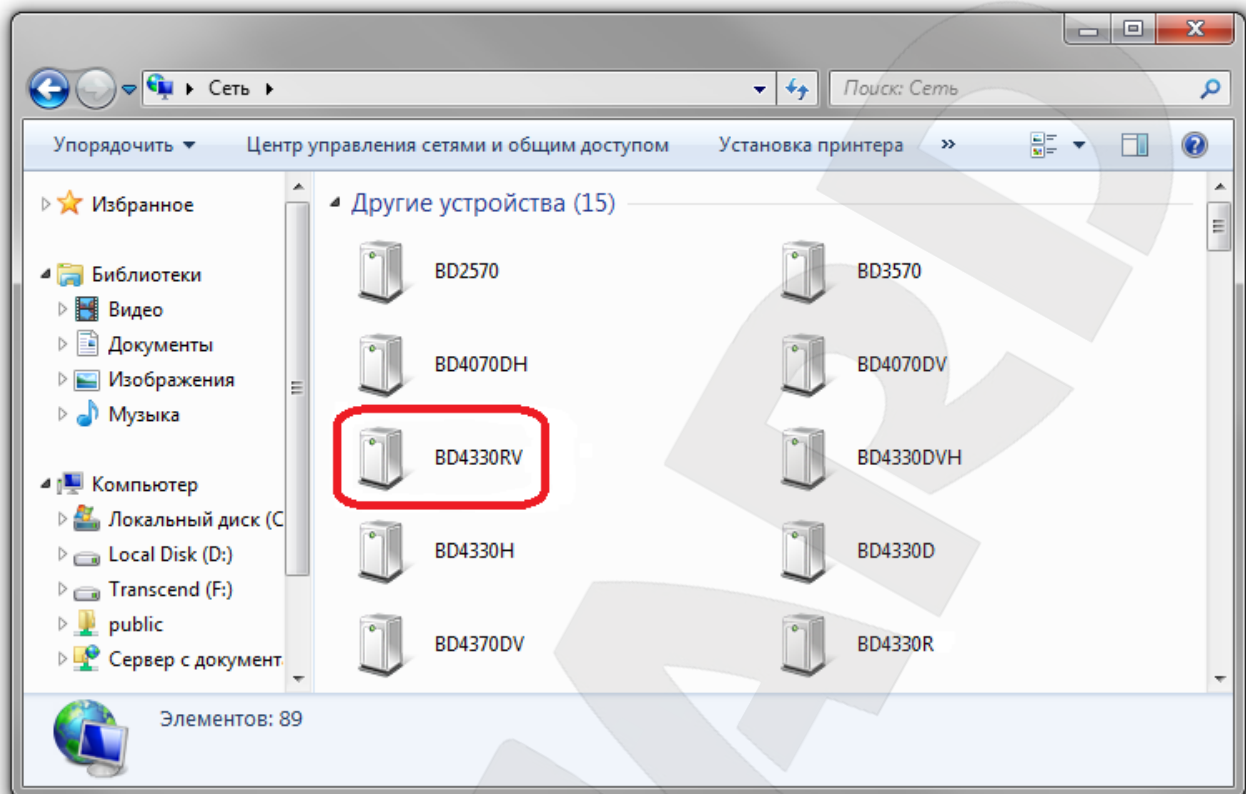 Сеть
Поиск: Сеть
Упорядочить
Центр управления сетями и общим доступом
Установка принтера
»
Избранное
Библиотеки
Видео
Документы
Изображения
Музыка
Компьютер
Локальный диск (C
Local Disk (D:)
Transcend (F:)
public
Сервер с документ
Другие устройства (15)
BD2570
BD3570
BD4070DH
BD4070DV
BD4330RV
BD4330DVH
BD4330H
BD4330D
BD4370DV
BD4330R
Элементов: 89